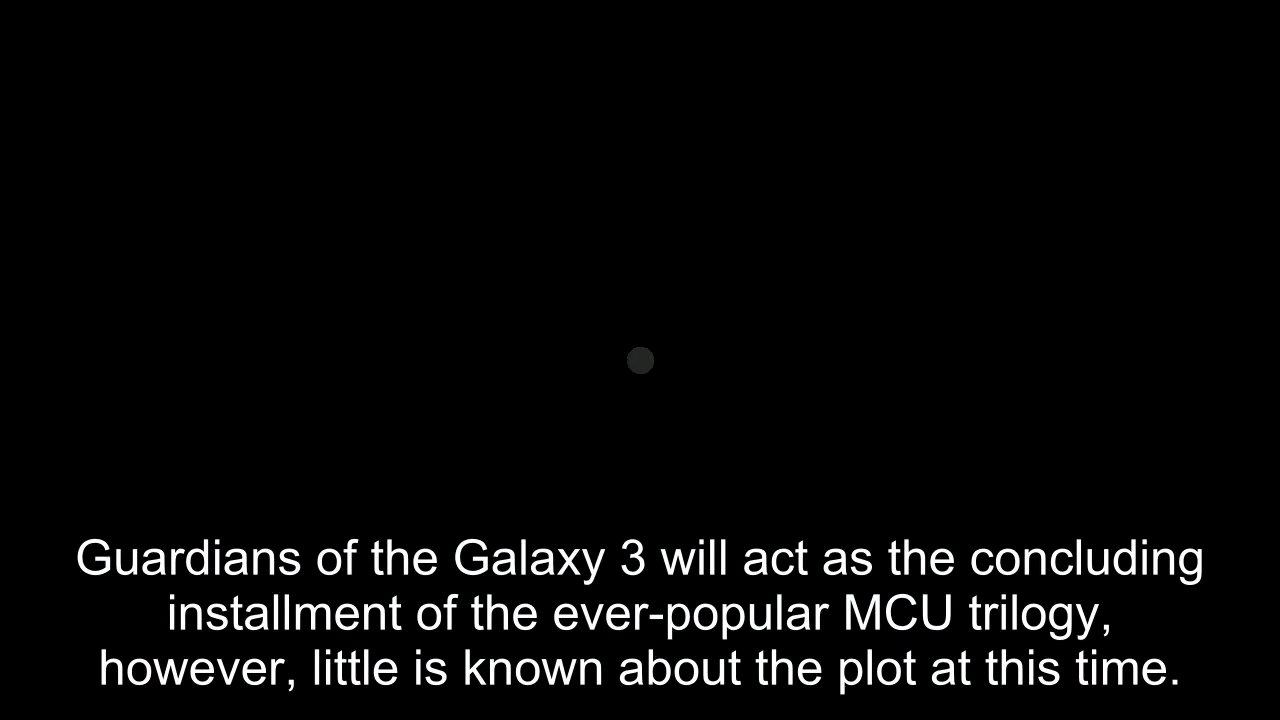 Guardians of the Galaxy 3 will act as the concluding
installment of the ever-popular MCU trilogy,
however, little is known about the plot at this time.